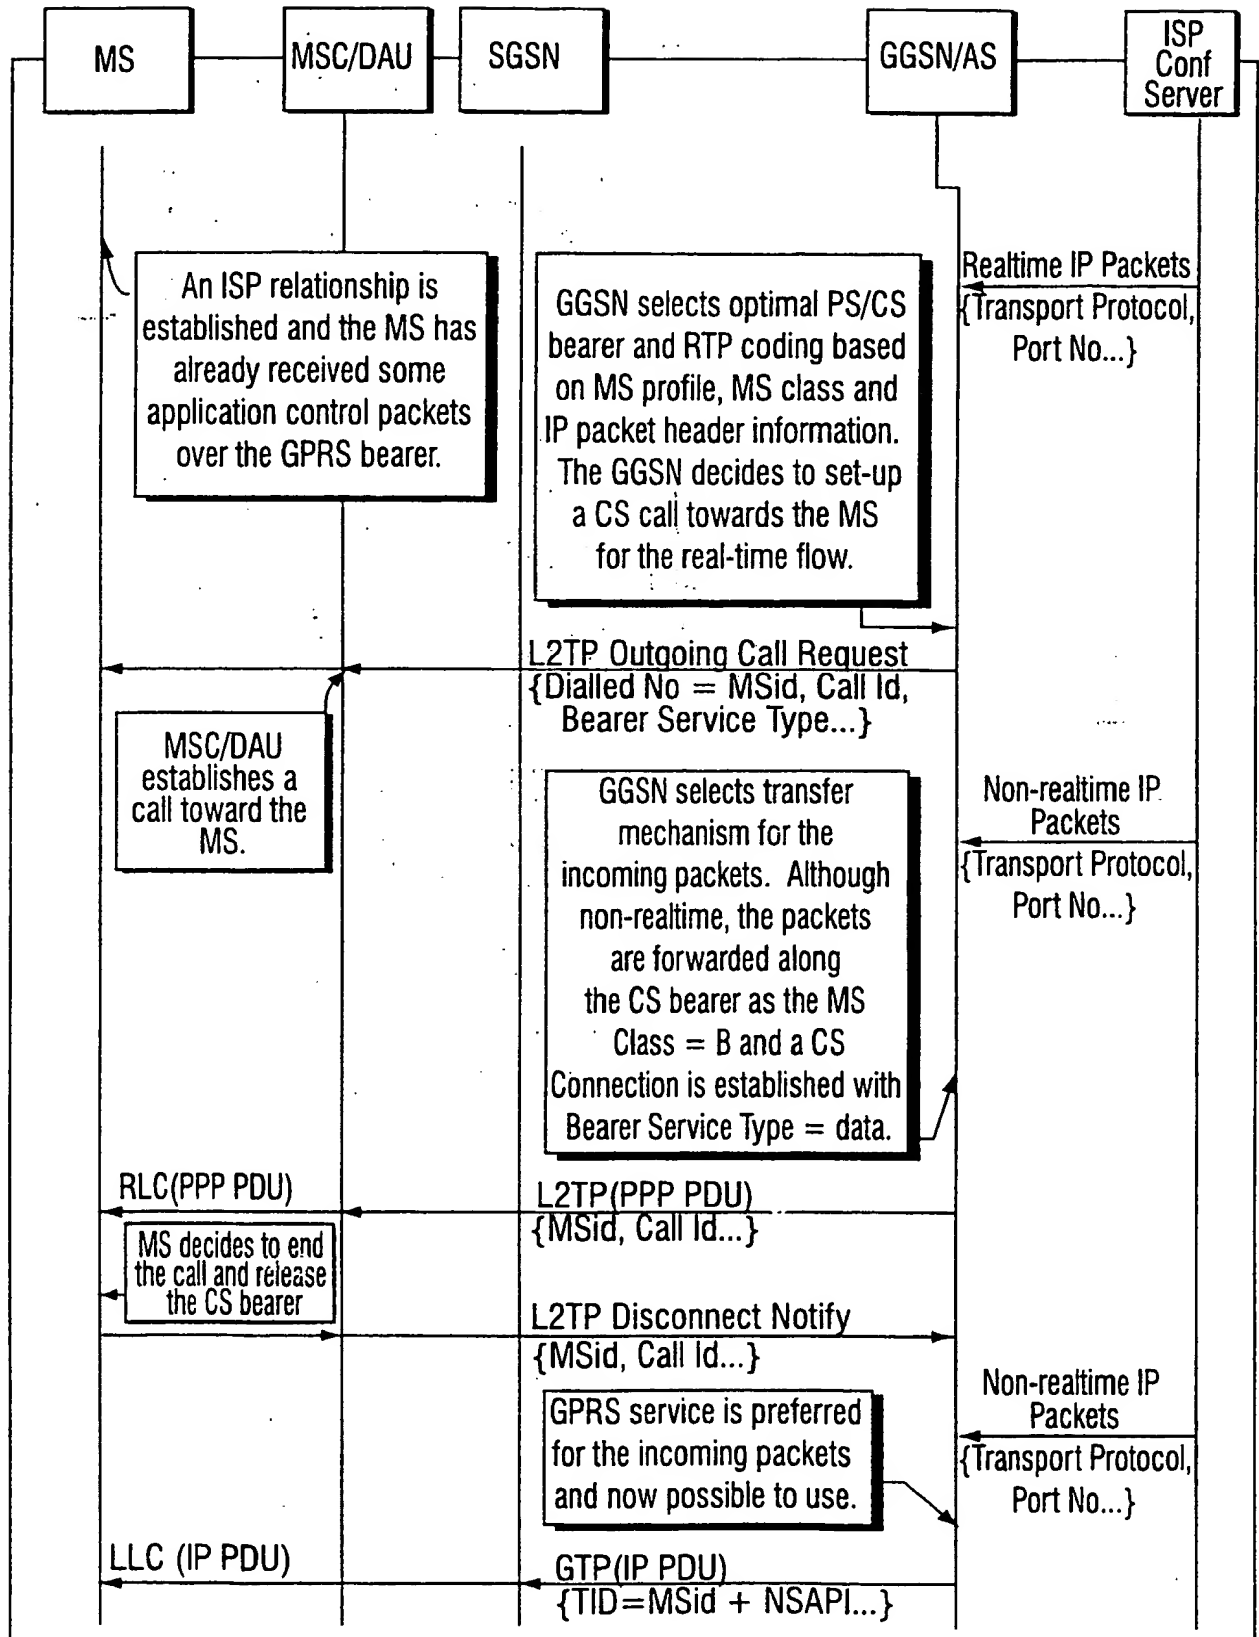 MS
MSC/DAU
SGSN
GGSN/AS
ISP
Conf
Server
An ISP relationship is
established and the MS has
already received some
application control packets
over the GPRS bearer.
GGSN selects optimal PS/CS
bearer and RTP coding based
on MS profile, MS class and
IP packet header information.
The GGSN decides to set-up
a CS call towards the MS
for the real-time flow.
Realtime IP Packets
{Transport Protocol,
Port No...}
L2TP Outgoing Call Request
{Dialled No = MSid, Call Id,
Bearer Service Type...}
MSC/DAU
establishes a
call toward the
MS.
GGSN selects transfer
mechanism for the
incoming packets. Although
non-realtime, the packets
are forwarded along
the CS bearer as the MS
Class = B and a CS
Connection is established with
Bearer Service Type = data.
Non-realtime IP
Packets
{Transport Protocol,
Port No...}
RLC(PPP PDU)
L2TP(PPP PDU)
{MSid, Call Id...}
MS decides to end
the call and release
the CS bearer
L2TP Disconnect Notify
{MSid, Call Id...}
GPRS service is preferred
for the incoming packets
and now possible to use.
Non-realtime IP
Packets
{Transport Protocol,
Port No...}
LLC (IP PDU)
GTP(IP PDU)
{TID=MSid + NSAPI...}